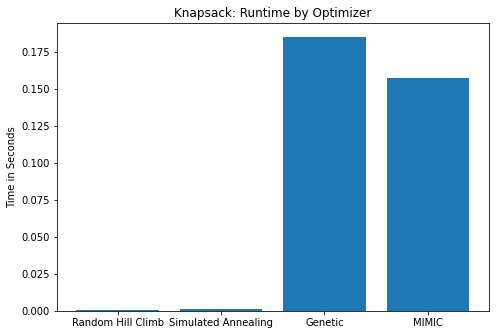 Knapsack: Runtime by Optimizer
Time in Seconds
0.175
0.150
0.125
0.100
0.075
0.050
0.025
0.000
Random Hill Climb Simulated Annealing Genetic MIMIC